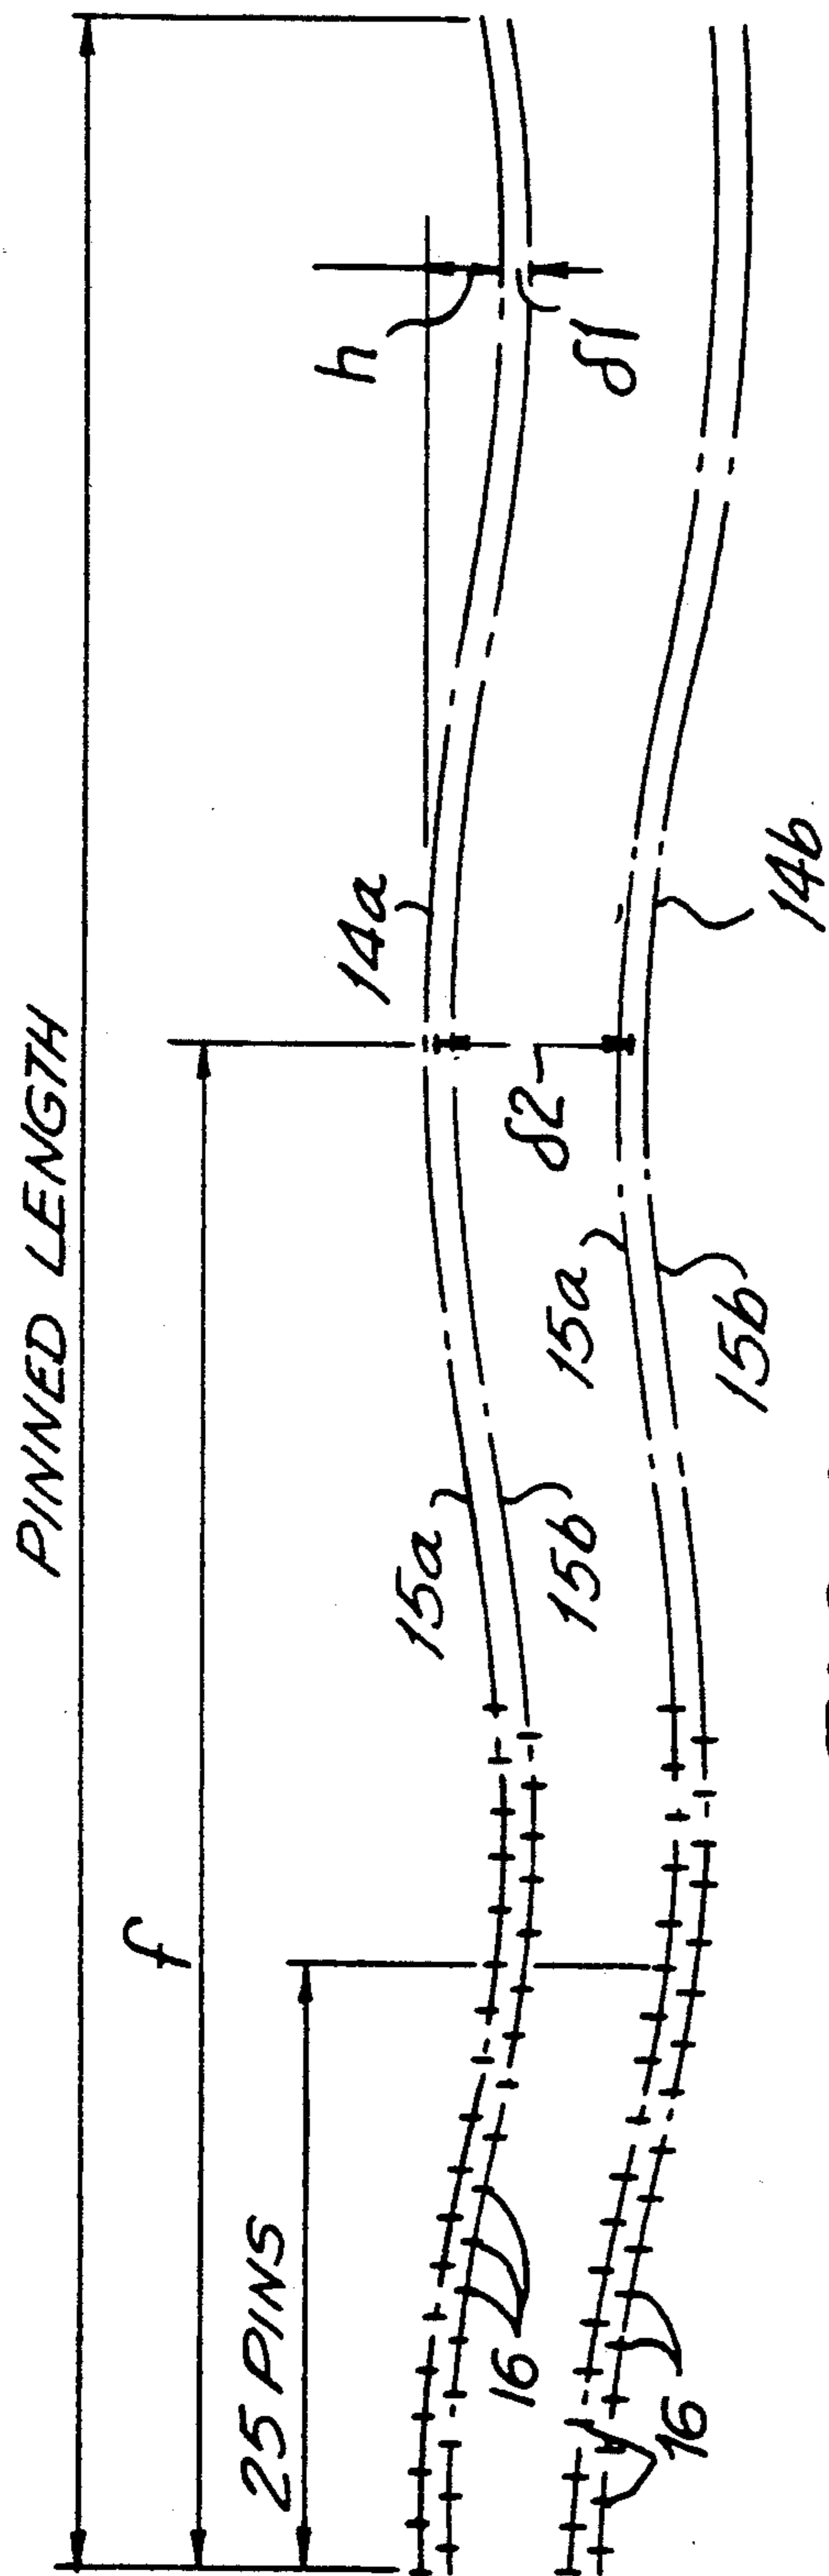 PINNED LENGTH
f
25 PINS
h
δ1
14a
δ2
15a
15b
15a
15b
14b
16
16